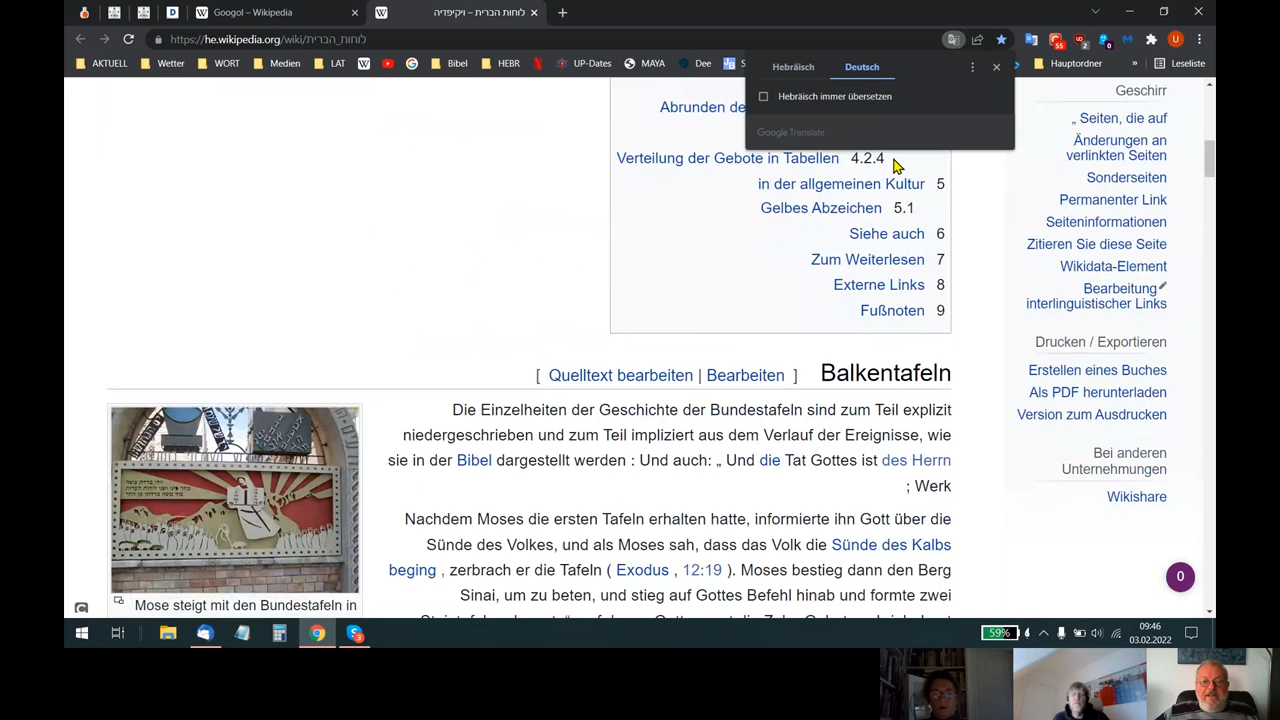 Googol – Wikipedia
לוחות הברית – ויקיפדיה
https://he.wikipedia.org/wiki/לוחות_הברית
55
2
0
U
AKTUELL
Wetter
WORT
Medien
LAT
Bibel
HEBR
UP-Dates
MAYA
Dee
S
Hauptordner
»
Leseliste
Hebräisch
Deutsch
Hebräisch immer übersetzen
Google Translate
Abrunden de
Verteilung der Gebote in Tabellen 4.2.4
in der allgemeinen Kultur 5
Gelbes Abzeichen 5.1
Siehe auch 6
Zum Weiterlesen 7
Externe Links 8
Fußnoten 9
[ Quelltext bearbeiten | Bearbeiten ] Balkentafeln
Die Einzelheiten der Geschichte der Bundestafeln sind zum Teil explizit
niedergeschrieben und zum Teil impliziert aus dem Verlauf der Ereignisse, wie
sie in der Bibel dargestellt werden : Und auch: „ Und die Tat Gottes ist des Herrn
; Werk
Nachdem Moses die ersten Tafeln erhalten hatte, informierte ihn Gott über die
Sünde des Volkes, und als Moses sah, dass das Volk die Sünde des Kalbs
beging , zerbrach er die Tafeln ( Exodus , 12:19 ). Moses bestieg dann den Berg
Sinai, um zu beten, und stieg auf Gottes Befehl hinab und formte zwei
Mose steigt mit den Bundestafeln in
Geschirr
„ Seiten, die auf
Änderungen an
verlinkten Seiten
Sonderseiten
Permanenter Link
Seiteninformationen
Zitieren Sie diese Seite
Wikidata-Element
Bearbeitung
interlinguistischer Links
Drucken / Exportieren
Erstellen eines Buches
Als PDF herunterladen
Version zum Ausdrucken
Bei anderen
Unternehmungen
Wikishare
0
59%
09:46
03.02.2022